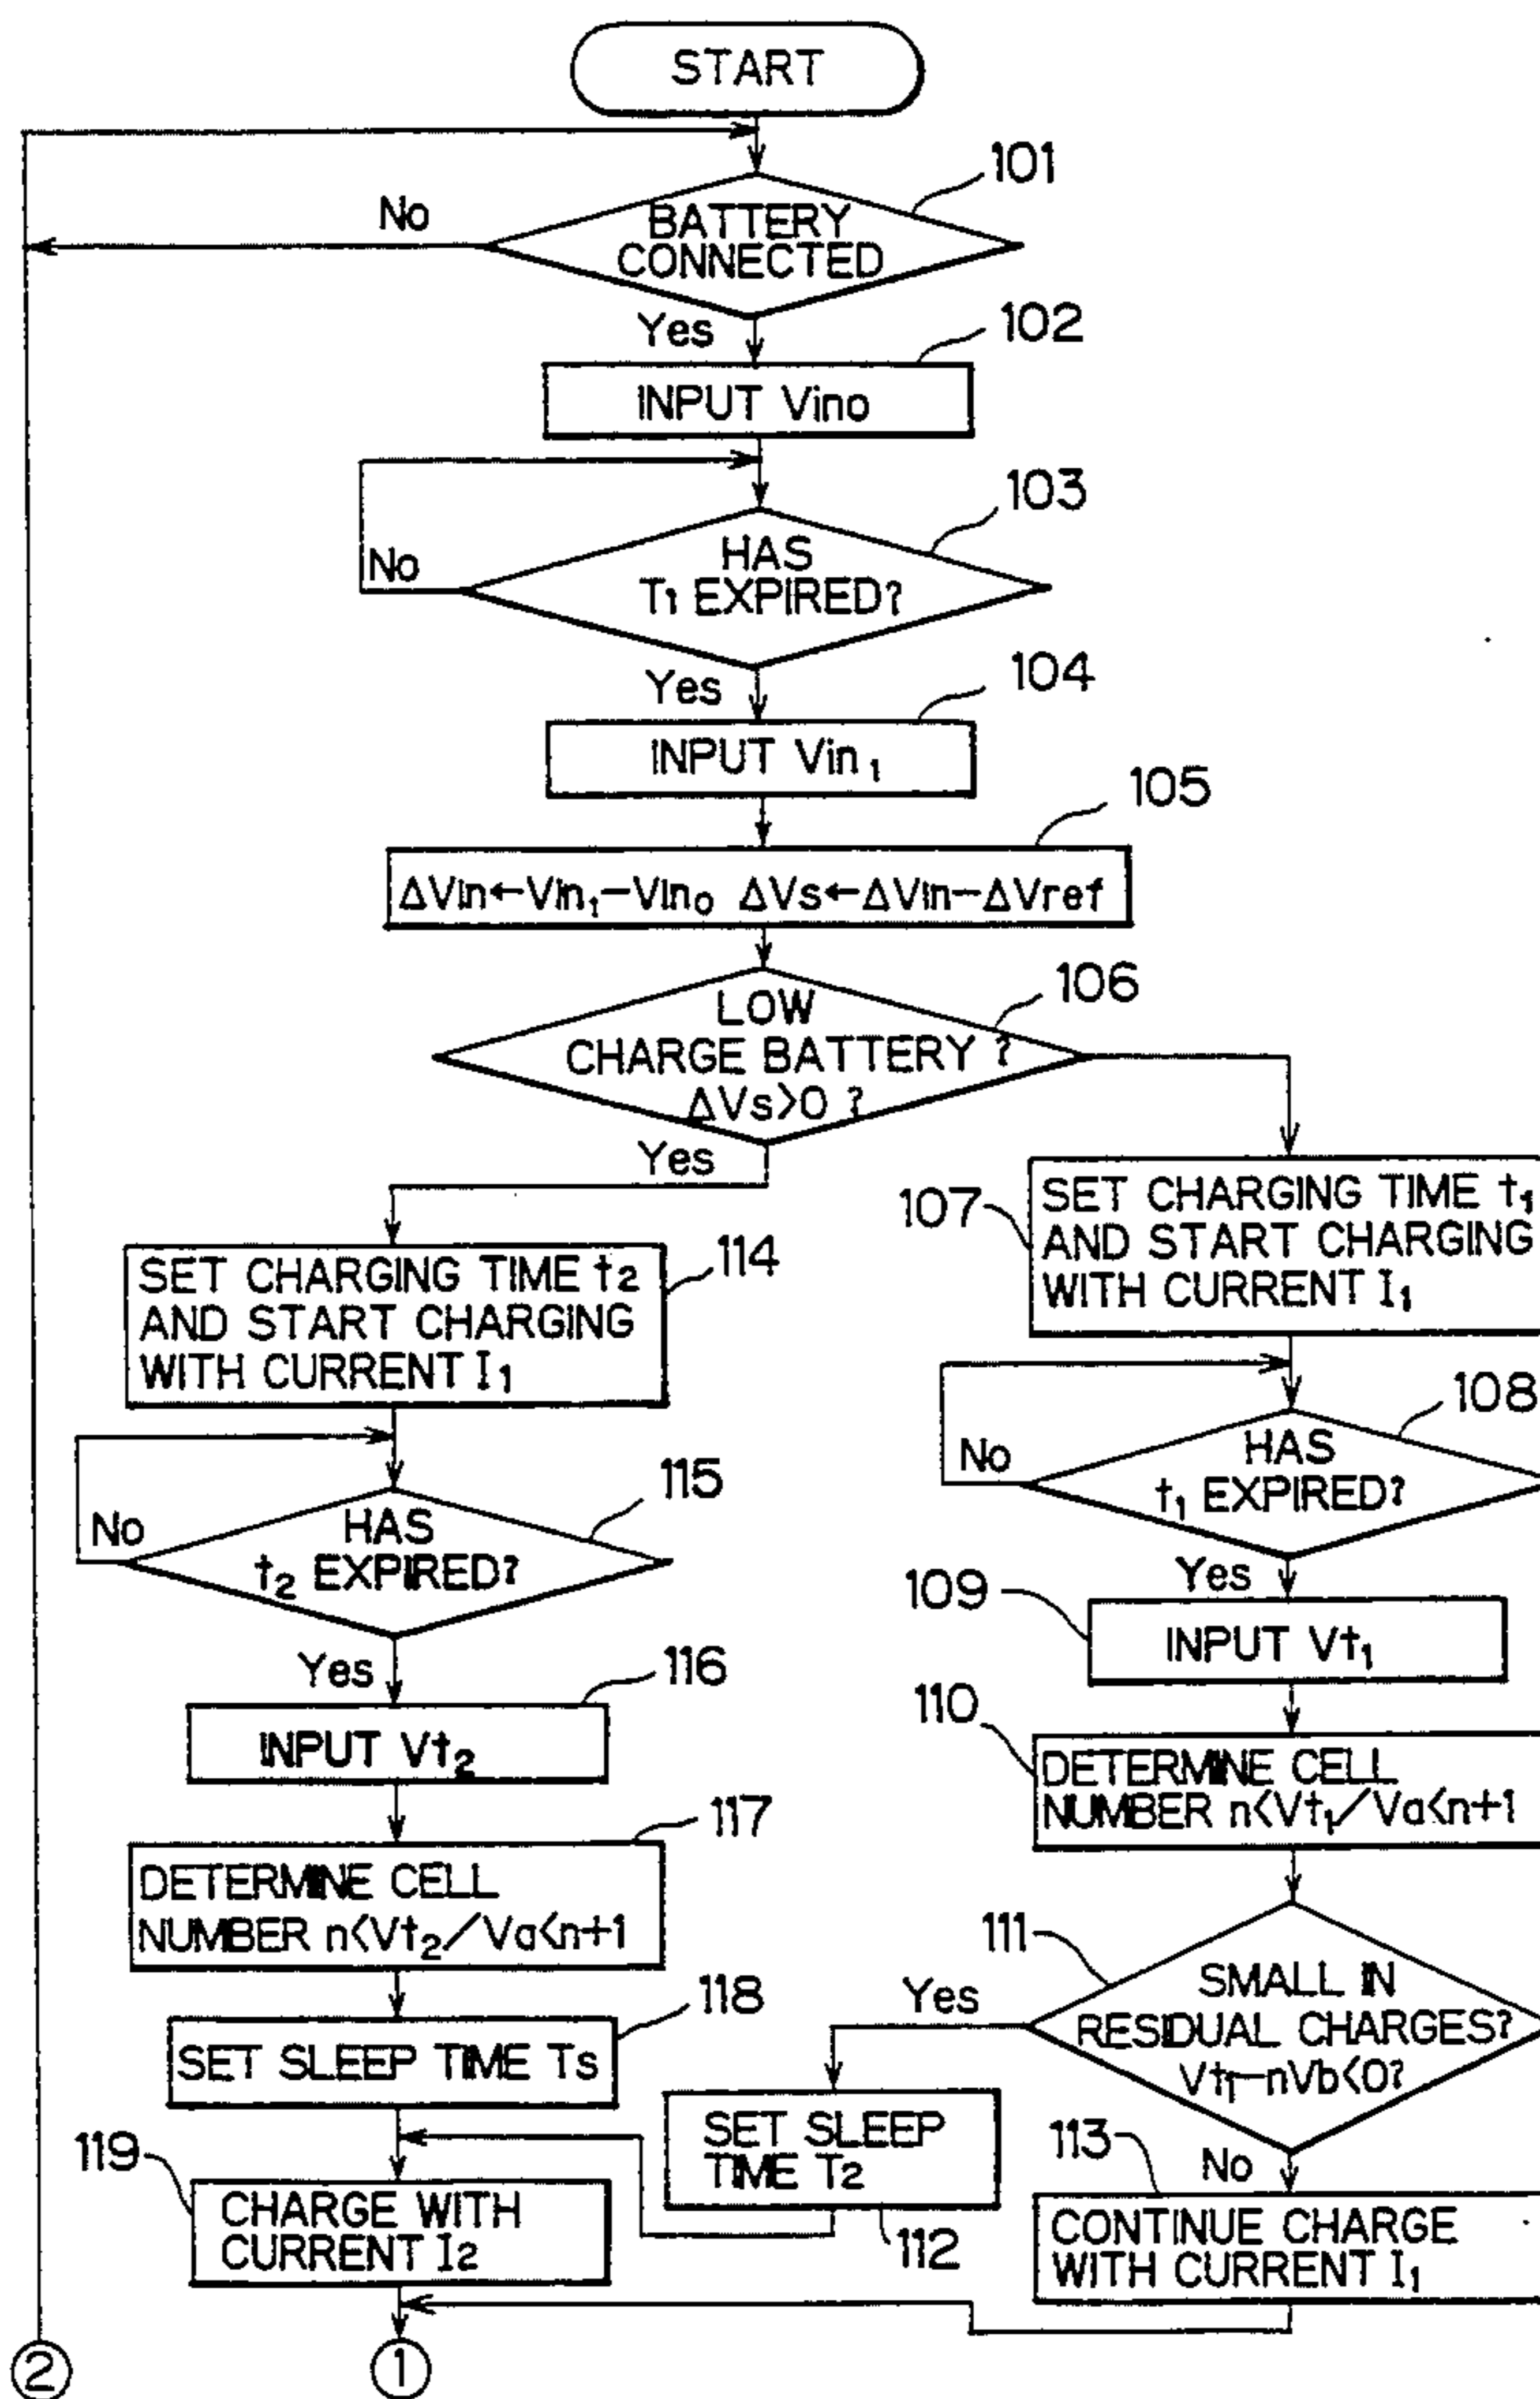 START
101
No
BATTERY
CONNECTED
Yes
102
INPUT Vino
103
HAS
T1 EXPIRED?
No
Yes
104
INPUT Vin1
105
ΔVin←Vin1−Vin0 ΔVs←ΔVin−ΔVref
106
LOW
CHARGE BATTERY ?
ΔVs>0 ?
Yes
107
SET CHARGING TIME t1
AND START CHARGING
WITH CURRENT I1
114
SET CHARGING TIME t2
AND START CHARGING
WITH CURRENT I1
108
HAS
t1 EXPIRED?
No
Yes
115
HAS
t2 EXPIRED?
No
Yes
109
INPUT Vt1
116
INPUT Vt2
110
DETERMINE CELL
NUMBER n<Vt1/Va<n+1
117
DETERMINE CELL
NUMBER n<Vt2/Va<n+1
111
SMALL IN
RESIDUAL CHARGES?
Vt1−nVb<0?
Yes
No
118
SET SLEEP TIME Ts
SET SLEEP
TIME T2
112
113
CONTINUE CHARGE
WITH CURRENT I1
119
CHARGE WITH
CURRENT I2
2
1